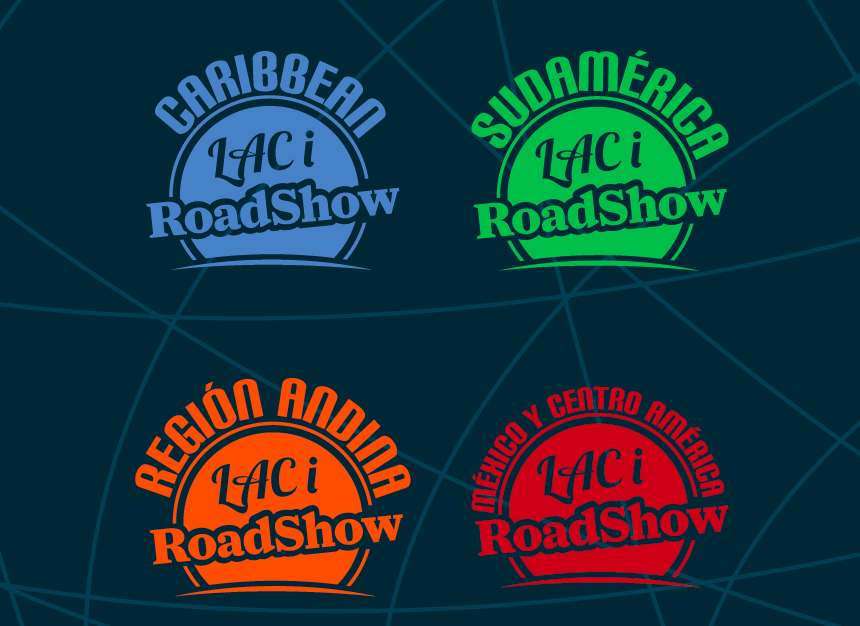 CARIBBEAN
LAC i
RoadShow
SUDAMÉRICA
LAC i
RoadShow
REGIÓN ANDINA
LAC i
RoadShow
MÉXICO Y CENTRO AMÉRICA
LAC i
RoadShow